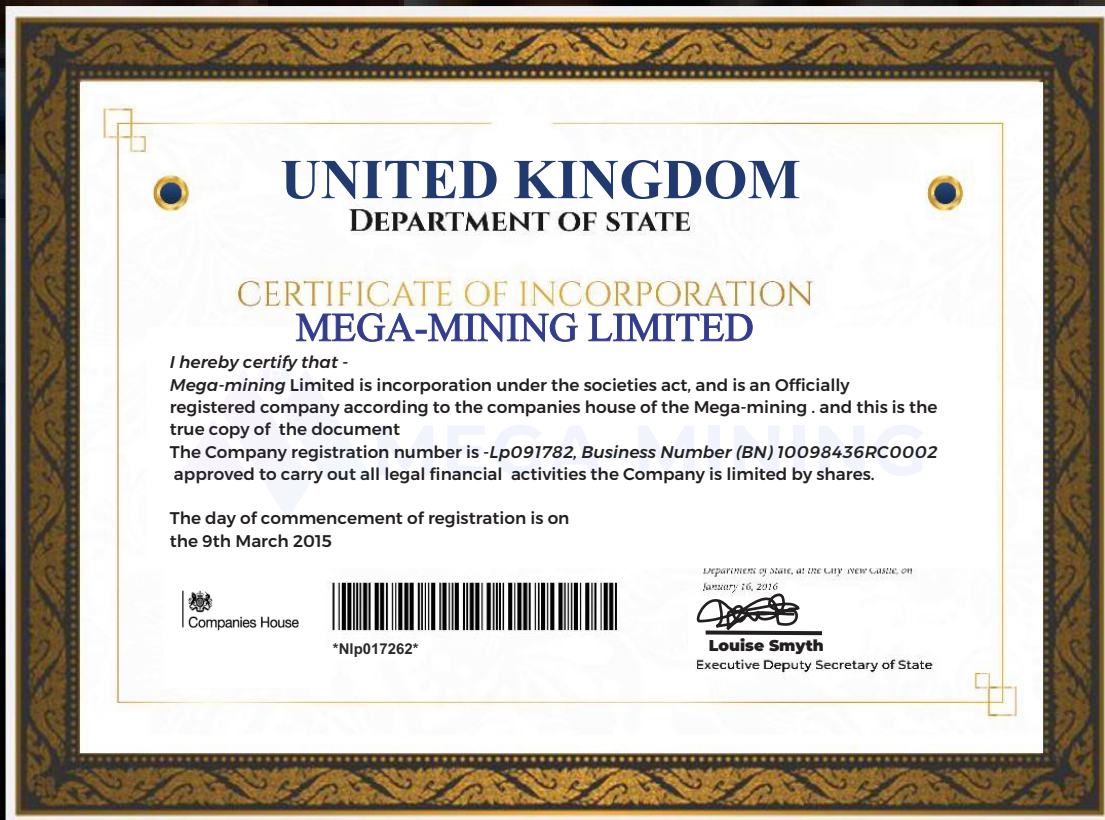 UNITED KINGDOM
DEPARTMENT OF STATE
CERTIFICATE OF INCORPORATION
MEGA-MINING LIMITED
I hereby certify that -
Mega-mining Limited is incorporation under the societies act, and is an Officially
registered company according to the companies house of the Mega-mining . and this is the
true copy of the document
MEGA MINING
The Company registration number is -Lp091782, Business Number (BN) 10098436RC0002
approved to carry out all legal financial activities the Company is limited by shares.
The day of commencement of registration is on
the 9th March 2015
Companies House
*Nlp017262*
Department of State, at the City New Castle, on
January 16, 2016
Louise Smyth
Executive Deputy Secretary of State